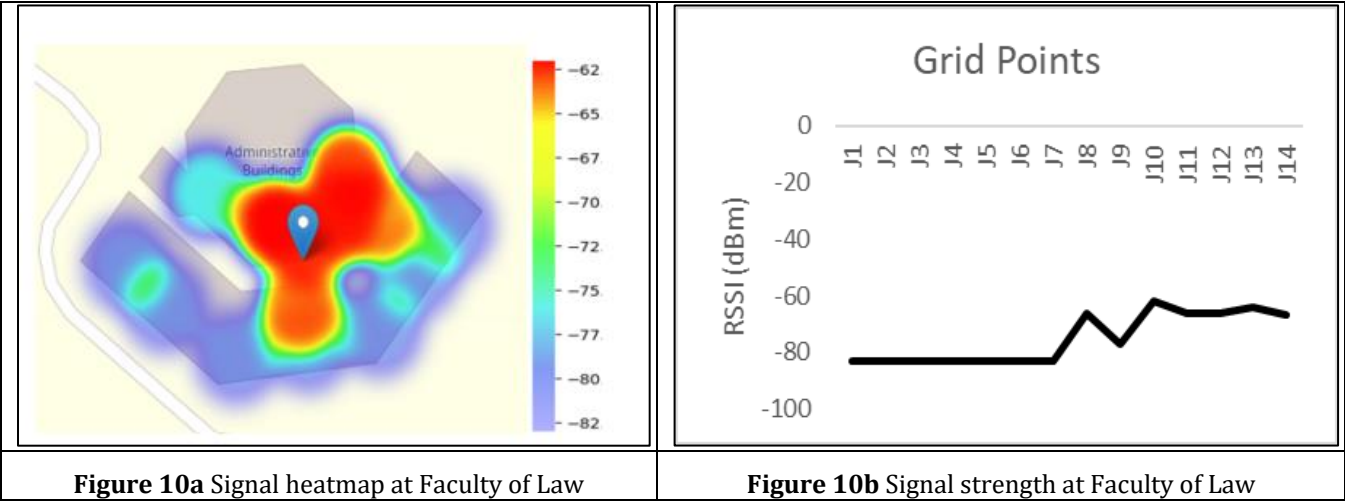 Administrativ
Buildings
−62
−65
−67
−70
−72
−75
−77
−80
−82
Figure 10a Signal heatmap at Faculty of Law
Grid Points
RSSI (dBm)
0
-20
-40
-60
-80
-100
J1
J2
J3
J4
J5
J6
J7
J8
J9
J10
J11
J12
J13
J14
Figure 10b Signal strength at Faculty of Law